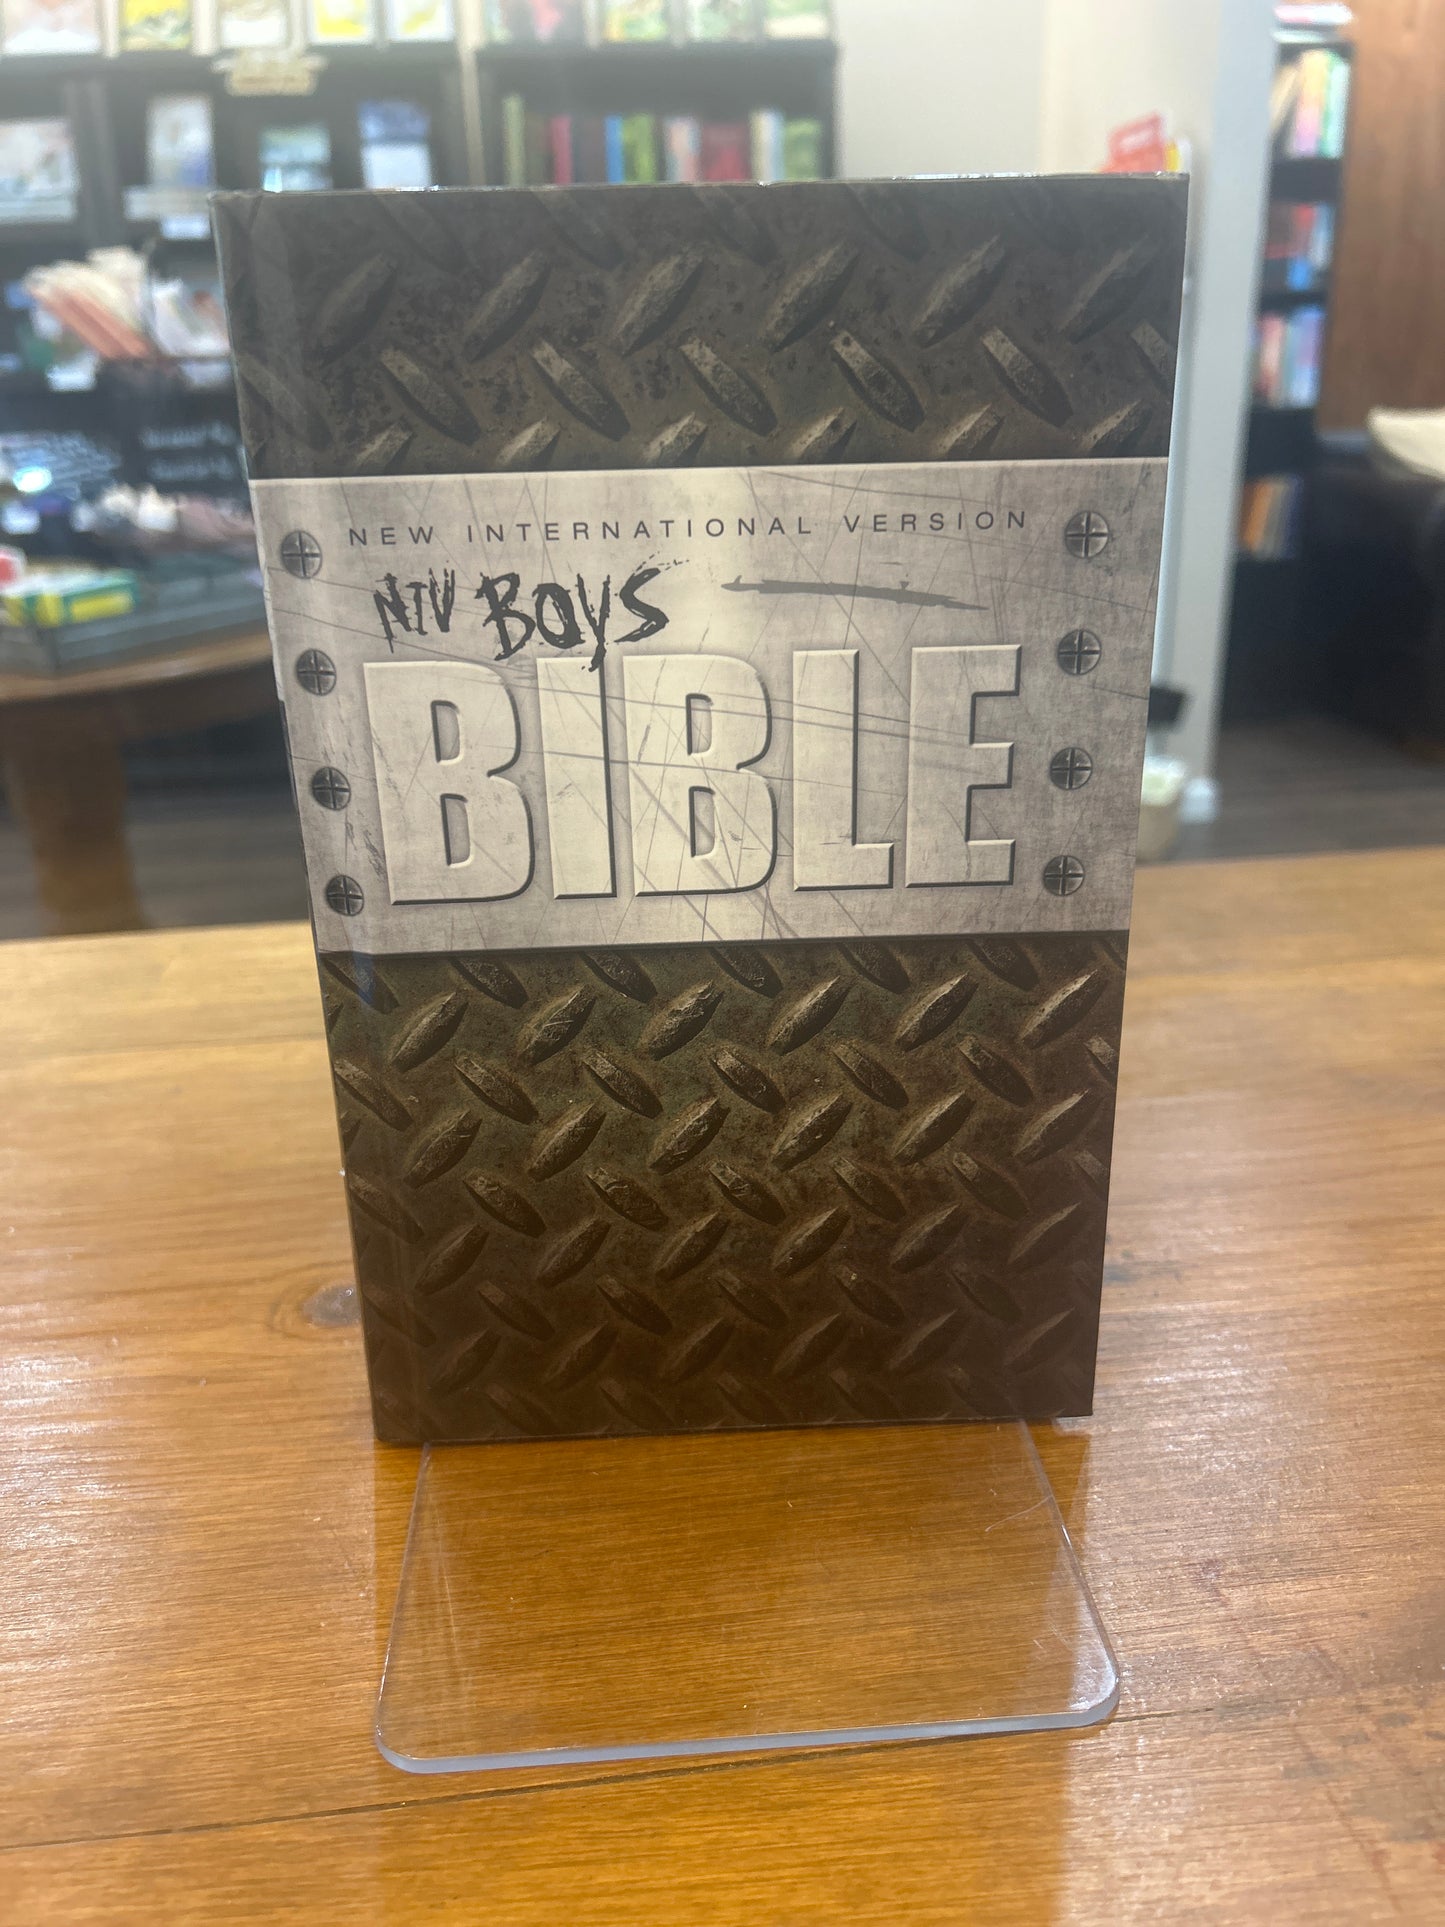 NEW INTERNATIONAL VERSION
NIV BOYS
BIBLE